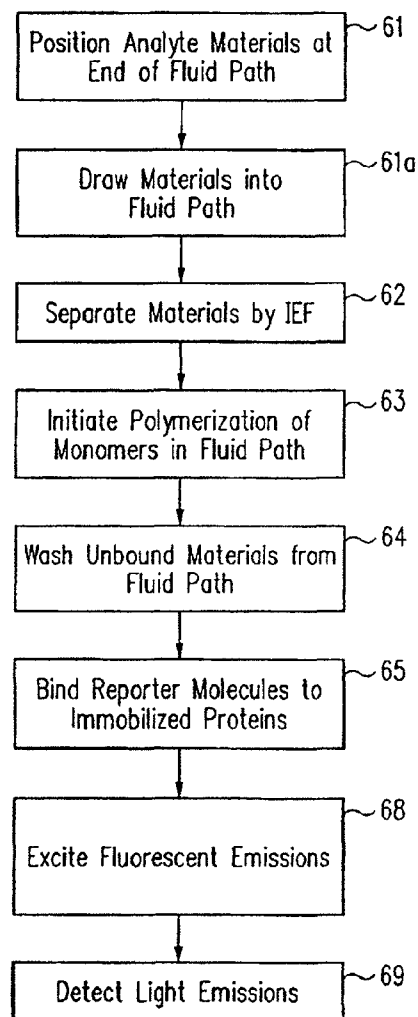 61
Position Analyte Materials at
End of Fluid Path
61a
Draw Materials into
Fluid Path
62
Separate Materials by IEF
63
Initiate Polymerization of
Monomers in Fluid Path
64
Wash Unbound Materials from
Fluid Path
65
Bind Reporter Molecules to
Immobilized Proteins
68
Excite Fluorescent Emissions
69
Detect Light Emissions